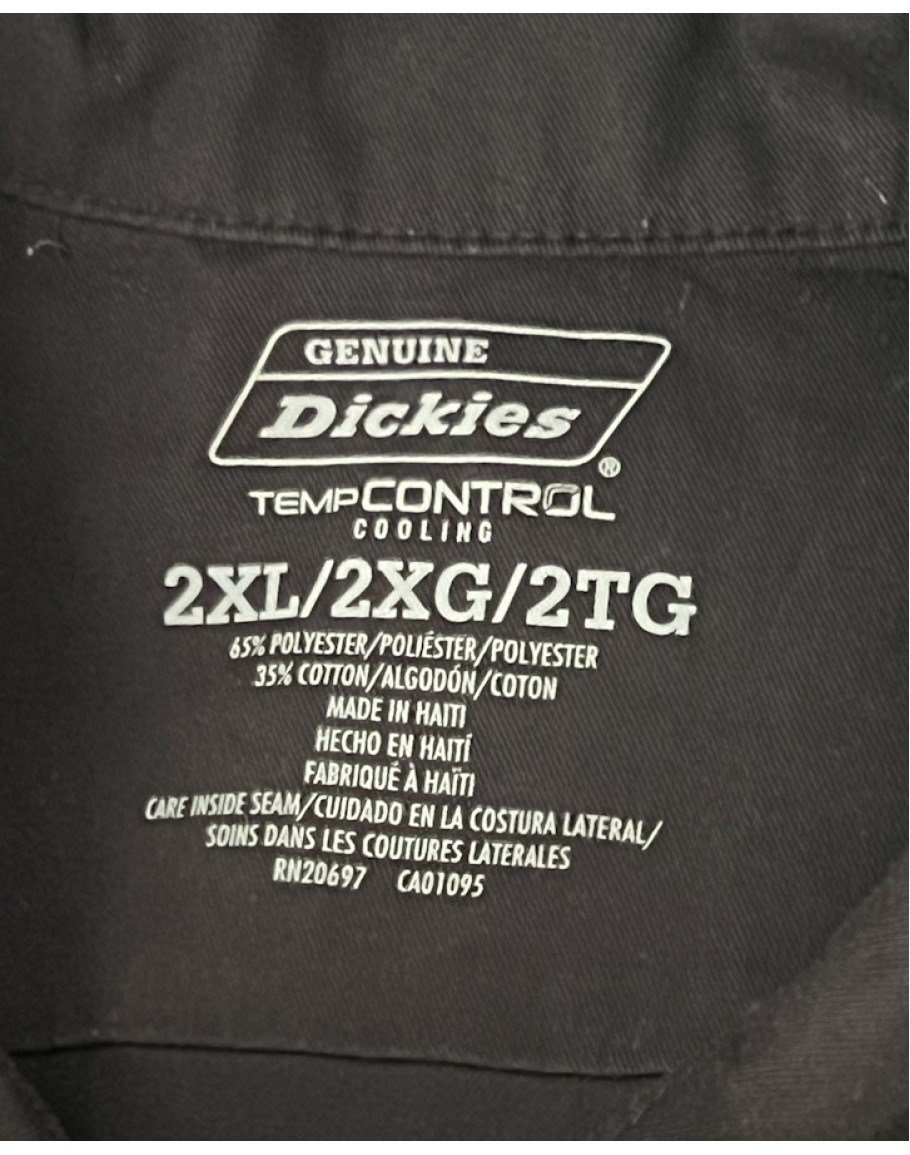 GENUINE
Dickies
®
TEMPCONTROL
COOLING
2XL/2XG/2TG
65% POLYESTER/POLIÉSTER/POLYESTER
35% COTTON/ALGODÓN/COTON
MADE IN HAITI
HECHO EN HAITÍ
FABRIQUÉ À HAÏTI
CARE INSIDE SEAM/CUIDADO EN LA COSTURA LATERAL/
SOINS DANS LES COUTURES LATERALES
RN20697 CA01095